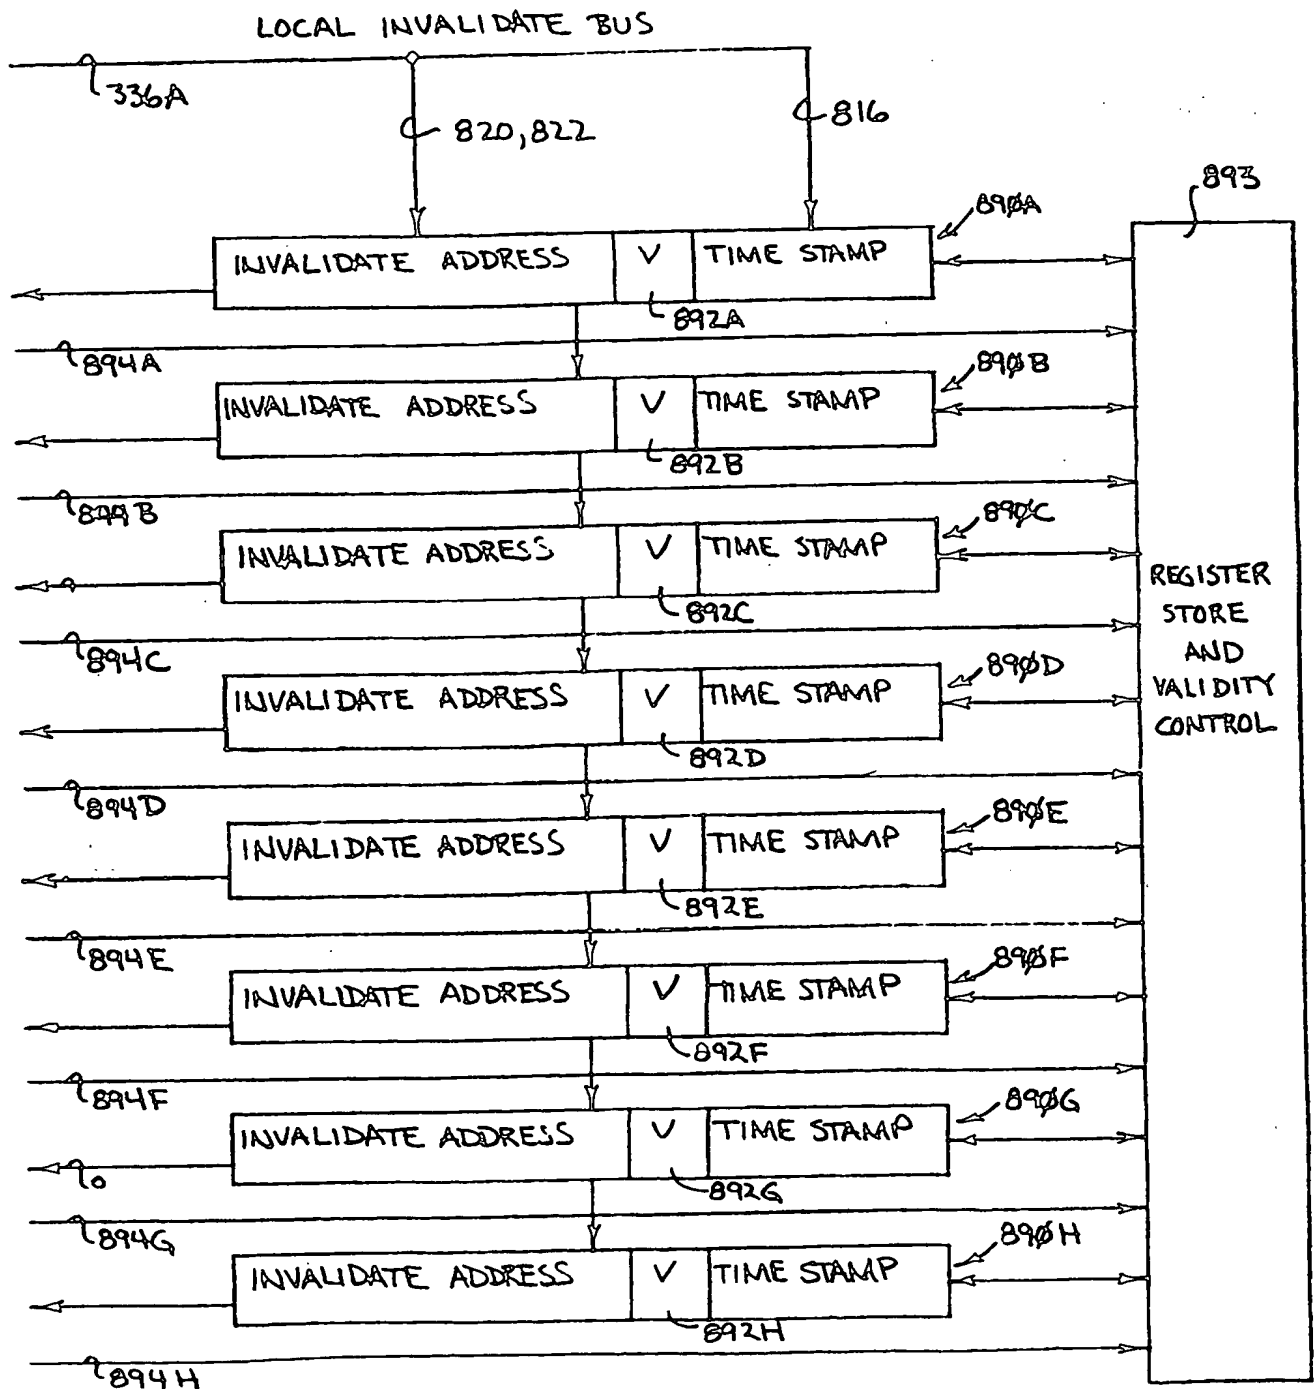 LOCAL INVALIDATE BUS
336A
820,822
816
893
890A
INVALIDATE ADDRESS V TIME STAMP
892A
894A
890B
INVALIDATE ADDRESS V TIME STAMP
892B
894B
890C
INVALIDATE ADDRESS V TIME STAMP
892C
894C
REGISTER
STORE
AND
VALIDITY
CONTROL
890D
INVALIDATE ADDRESS V TIME STAMP
892D
894D
890E
INVALIDATE ADDRESS V TIME STAMP
892E
894E
890F
INVALIDATE ADDRESS V TIME STAMP
892F
894F
890G
INVALIDATE ADDRESS V TIME STAMP
892G
894G
890H
INVALIDATE ADDRESS V TIME STAMP
892H
894H